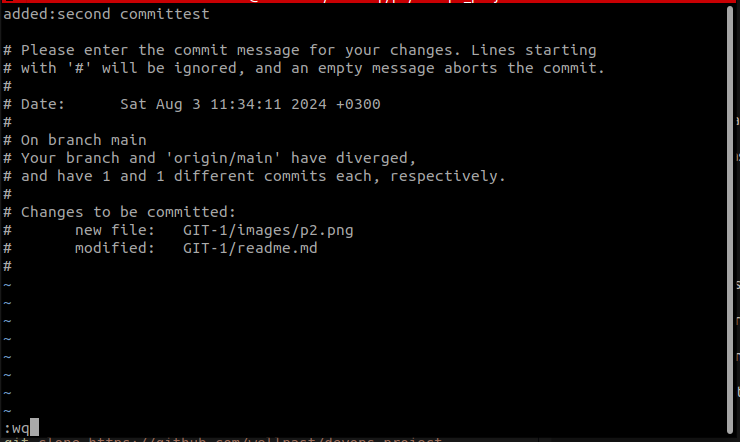 added:second committest
# Please enter the commit message for your changes. Lines starting
# with '#' will be ignored, and an empty message aborts the commit.
#
# Date:      Sat Aug 3 11:34:11 2024 +0300
#
# On branch main
# Your branch and 'origin/main' have diverged,
# and have 1 and 1 different commits each, respectively.
#
# Changes to be committed:
#       new file:   GIT-1/images/p2.png
#       modified:   GIT-1/readme.md
#
~
~
~
~
~
~
~
~
:wq